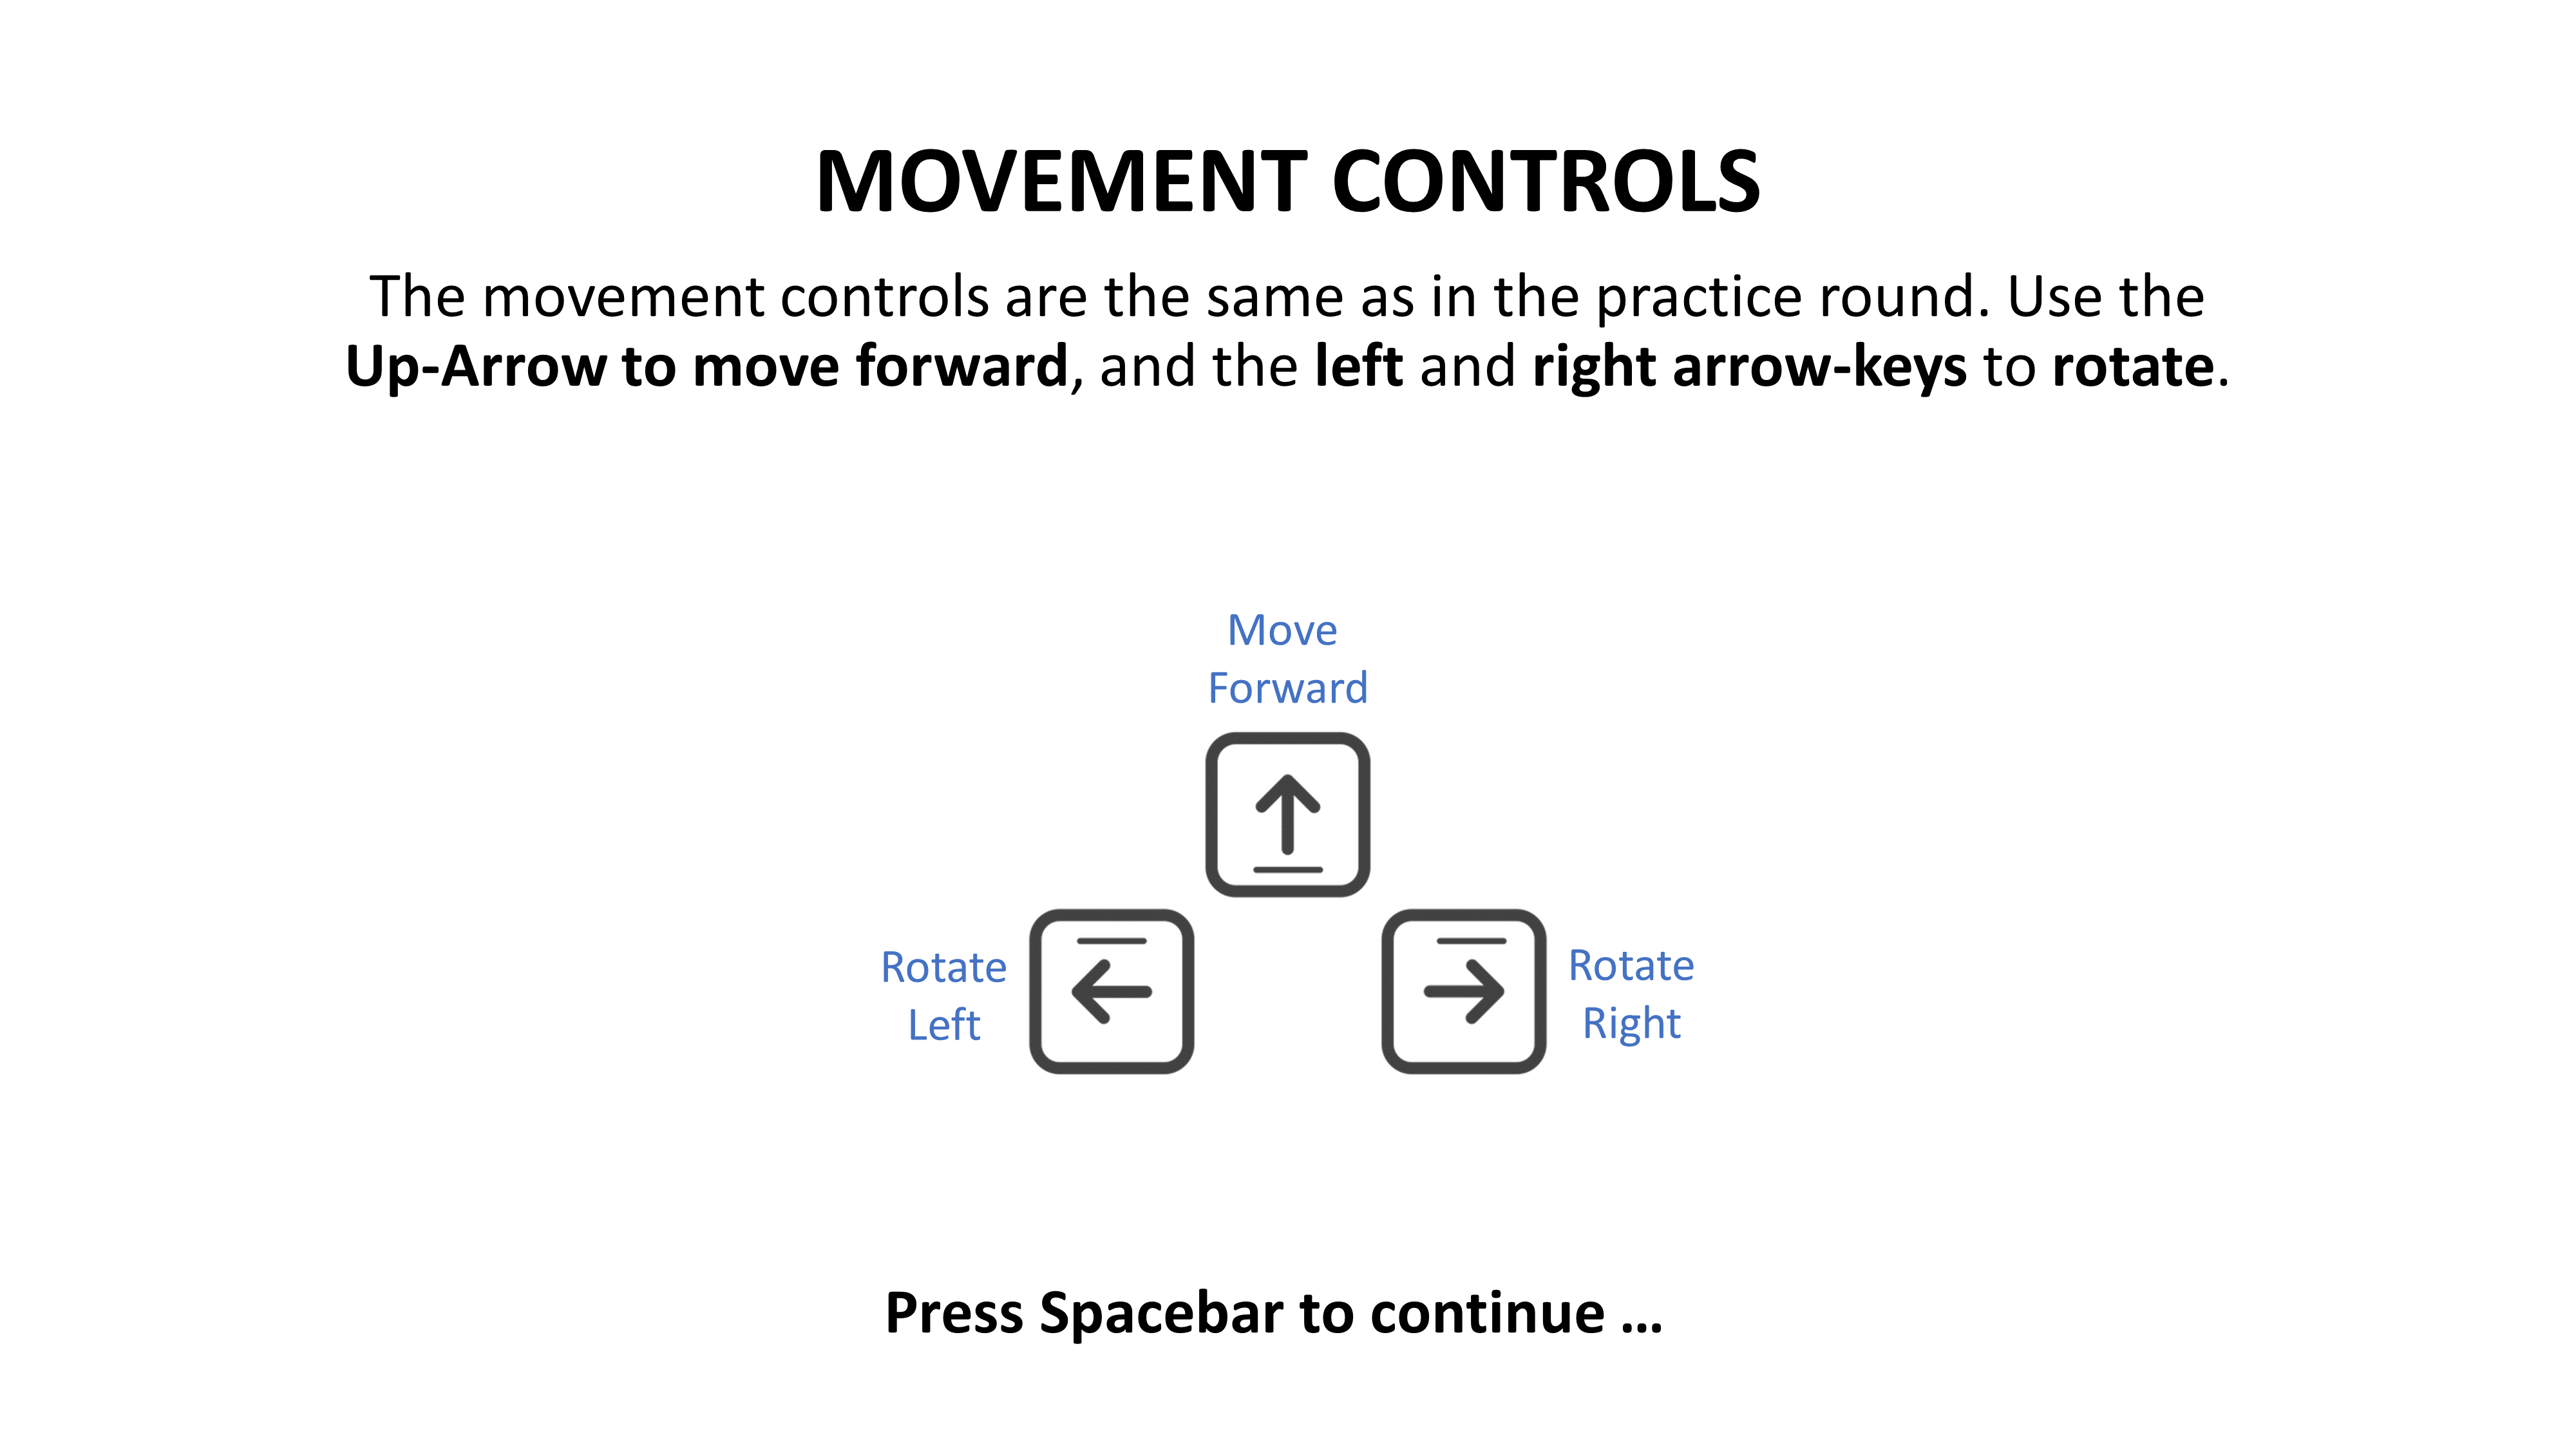 MOVEMENT CONTROLS
The movement controls are the same as in the practice round. Use the
Up-Arrow to move forward, and the left and right arrow-keys to rotate.
Move
Forward
Rotate
Left
Rotate
Right
Press Spacebar to continue ...